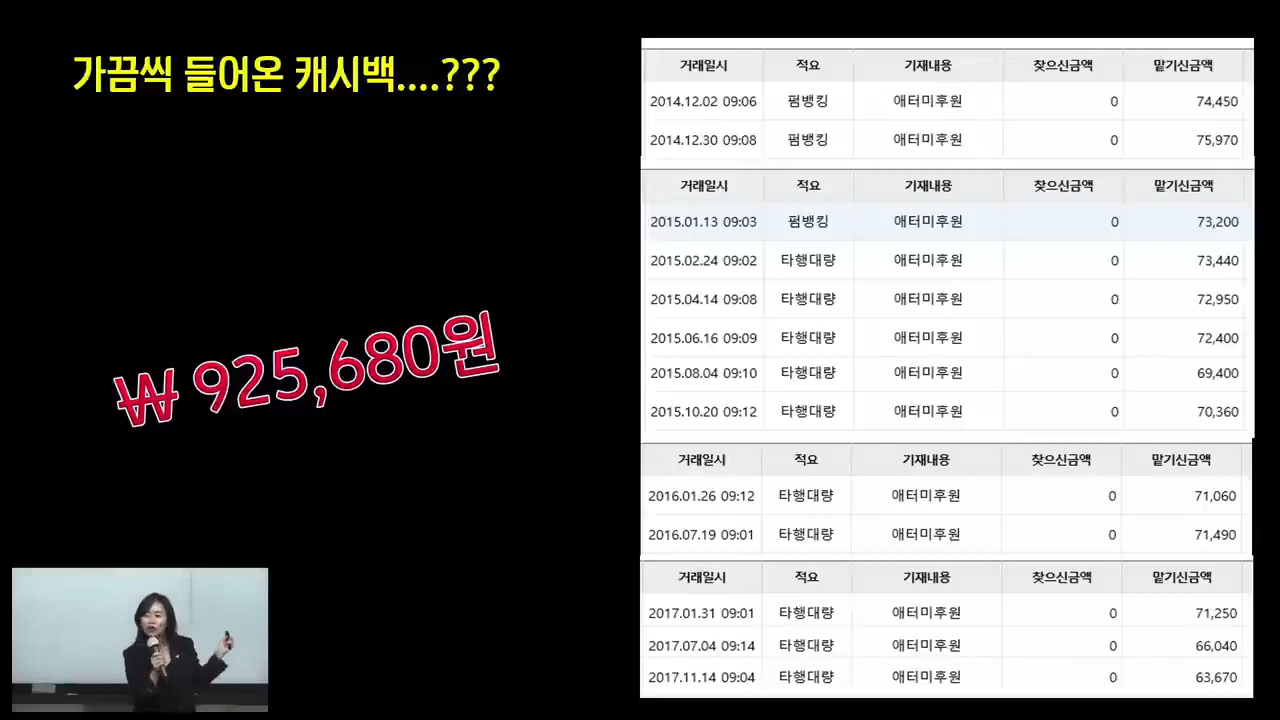 가끔씩 들어온 캐시백....???
₩ 925,680원
거래일시 적요 기재내용 찾으신금액 맡기신금액
2014.12.02 09:06 펌뱅킹 애터미후원 0 74,450
2014.12.30 09:08 펌뱅킹 애터미후원 0 75,970
거래일시 적요 기재내용 찾으신금액 맡기신금액
2015.01.13 09:03 펌뱅킹 애터미후원 0 73,200
2015.02.24 09:02 타행대량 애터미후원 0 73,440
2015.04.14 09:08 타행대량 애터미후원 0 72,950
2015.06.16 09:09 타행대량 애터미후원 0 72,400
2015.08.04 09:10 타행대량 애터미후원 0 69,400
2015.10.20 09:12 타행대량 애터미후원 0 70,360
거래일시 적요 기재내용 찾으신금액 맡기신금액
2016.01.26 09:12 타행대량 애터미후원 0 71,060
2016.07.19 09:01 타행대량 애터미후원 0 71,490
거래일시 적요 기재내용 찾으신금액 맡기신금액
2017.01.31 09:01 타행대량 애터미후원 0 71,250
2017.07.04 09:14 타행대량 애터미후원 0 66,040
2017.11.14 09:04 타행대량 애터미후원 0 63,670